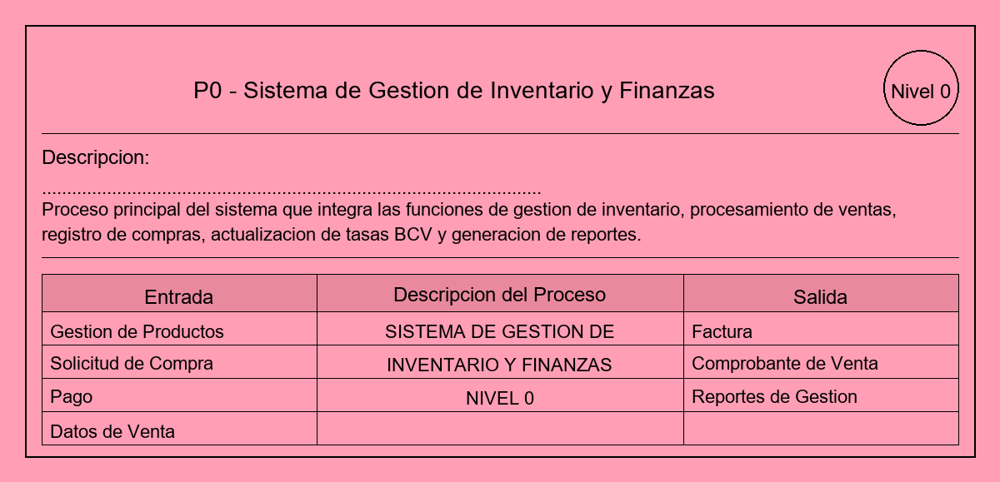 P0 - Sistema de Gestion de Inventario y Finanzas
Nivel 0
Descripcion:
....................................................................................................
Proceso principal del sistema que integra las funciones de gestion de inventario, procesamiento de ventas,
registro de compras, actualizacion de tasas BCV y generacion de reportes.
Entrada Descripcion del Proceso Salida
Gestion de Productos SISTEMA DE GESTION DE Factura
Solicitud de Compra INVENTARIO Y FINANZAS Comprobante de Venta
Pago NIVEL 0 Reportes de Gestion
Datos de Venta